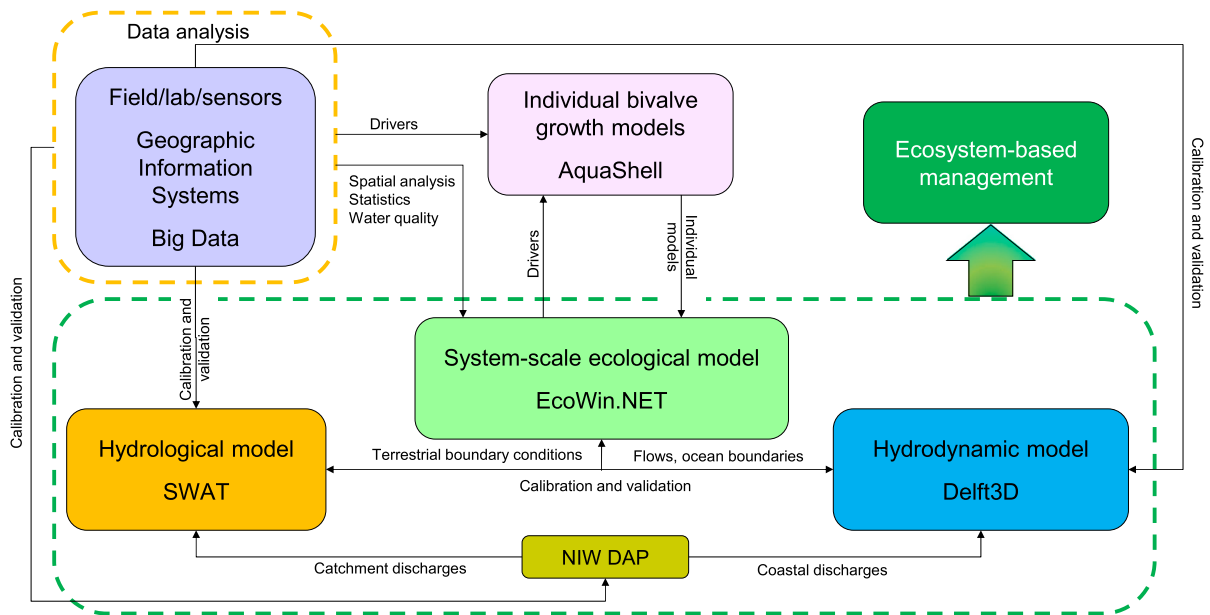 Data analysis
Field/lab/sensors
Geographic
Information
Systems
Big Data
Drivers
Spatial analysis
Statistics
Water quality
Individual bivalve
growth models
AquaShell
Ecosystem-based
management
Calibration and validation
Calibration and validation
Calibration and
validation
Drivers
Individual
models
System-scale ecological model
EcoWin.NET
Hydrological model
SWAT
Terrestrial boundary conditions
Flows, ocean boundaries
Calibration and validation
Hydrodynamic model
Delft3D
NIW DAP
Catchment discharges
Coastal discharges